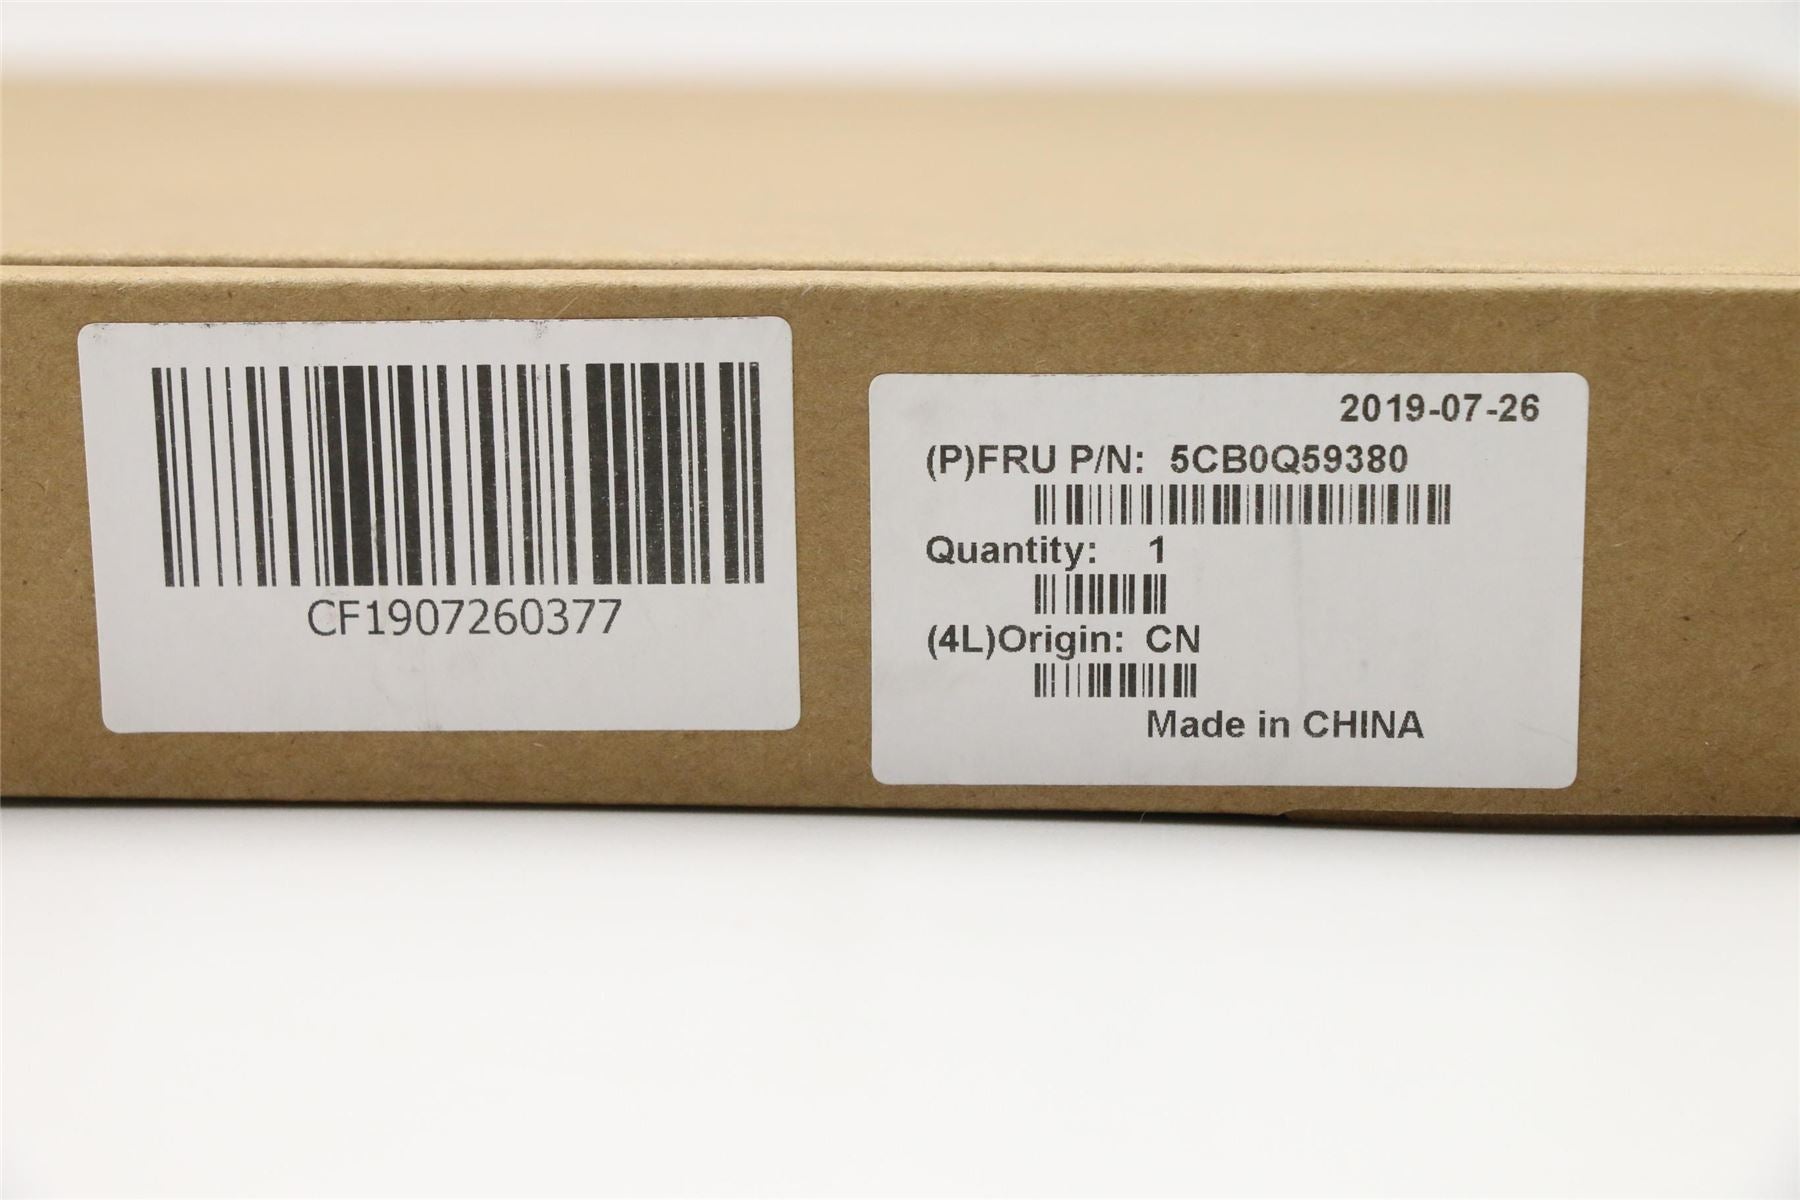 CF1907260377
2019-07-26
(P)FRU P/N: 5CB0Q59380
Quantity: 1
(4L)Origin: CN
Made in CHINA